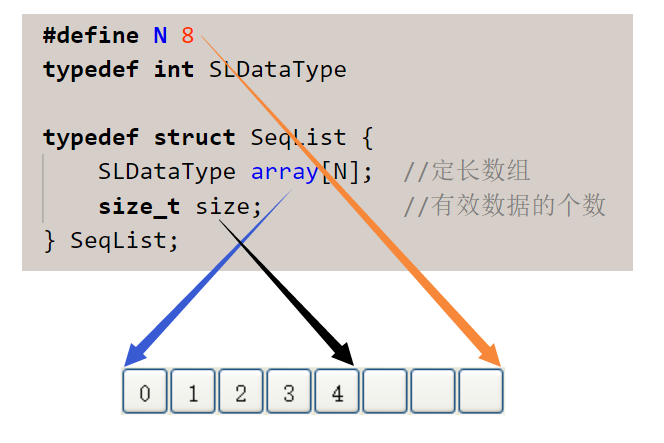 #define N 8
typedef int SLDataType
typedef struct SeqList {
SLDataType array[N]; //定长数组
size_t size; //有效数据的个数
} SeqList;
0 1 2 3 4